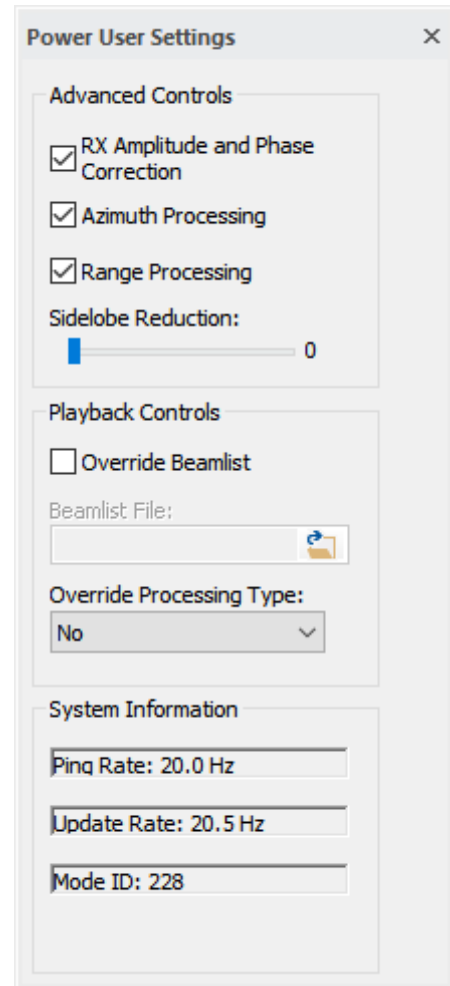 Power User Settings
Advanced Controls
RX Amplitude and Phase
Correction
Azimuth Processing
Range Processing
Sidelobe Reduction:
0
Playback Controls
Override Beamlist
Beamlist File:
Override Processing Type:
No
System Information
Ping Rate: 20.0 Hz
Update Rate: 20.5 Hz
Mode ID: 228